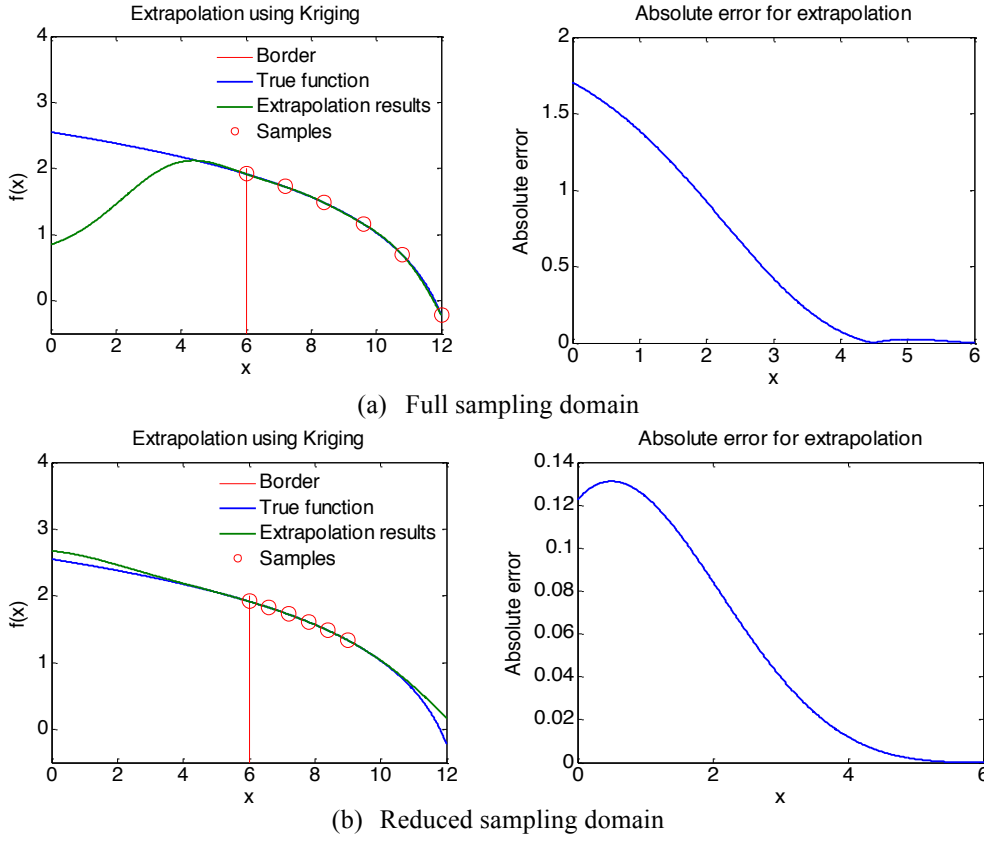 Extrapolation using Kriging
4
3
2
1
0
f(x)
Border
True function
Extrapolation results
Samples
0 2 4 6 8 10 12
x
Absolute error for extrapolation
2
1.5
1
0.5
0
Absolute error
0 1 2 3 4 5 6
x
(a) Full sampling domain
Extrapolation using Kriging
4
3
2
1
0
f(x)
Border
True function
Extrapolation results
Samples
0 2 4 6 8 10 12
x
Absolute error for extrapolation
0.14
0.12
0.1
0.08
0.06
0.04
0.02
0
Absolute error
0 2 4 6
x
(b) Reduced sampling domain